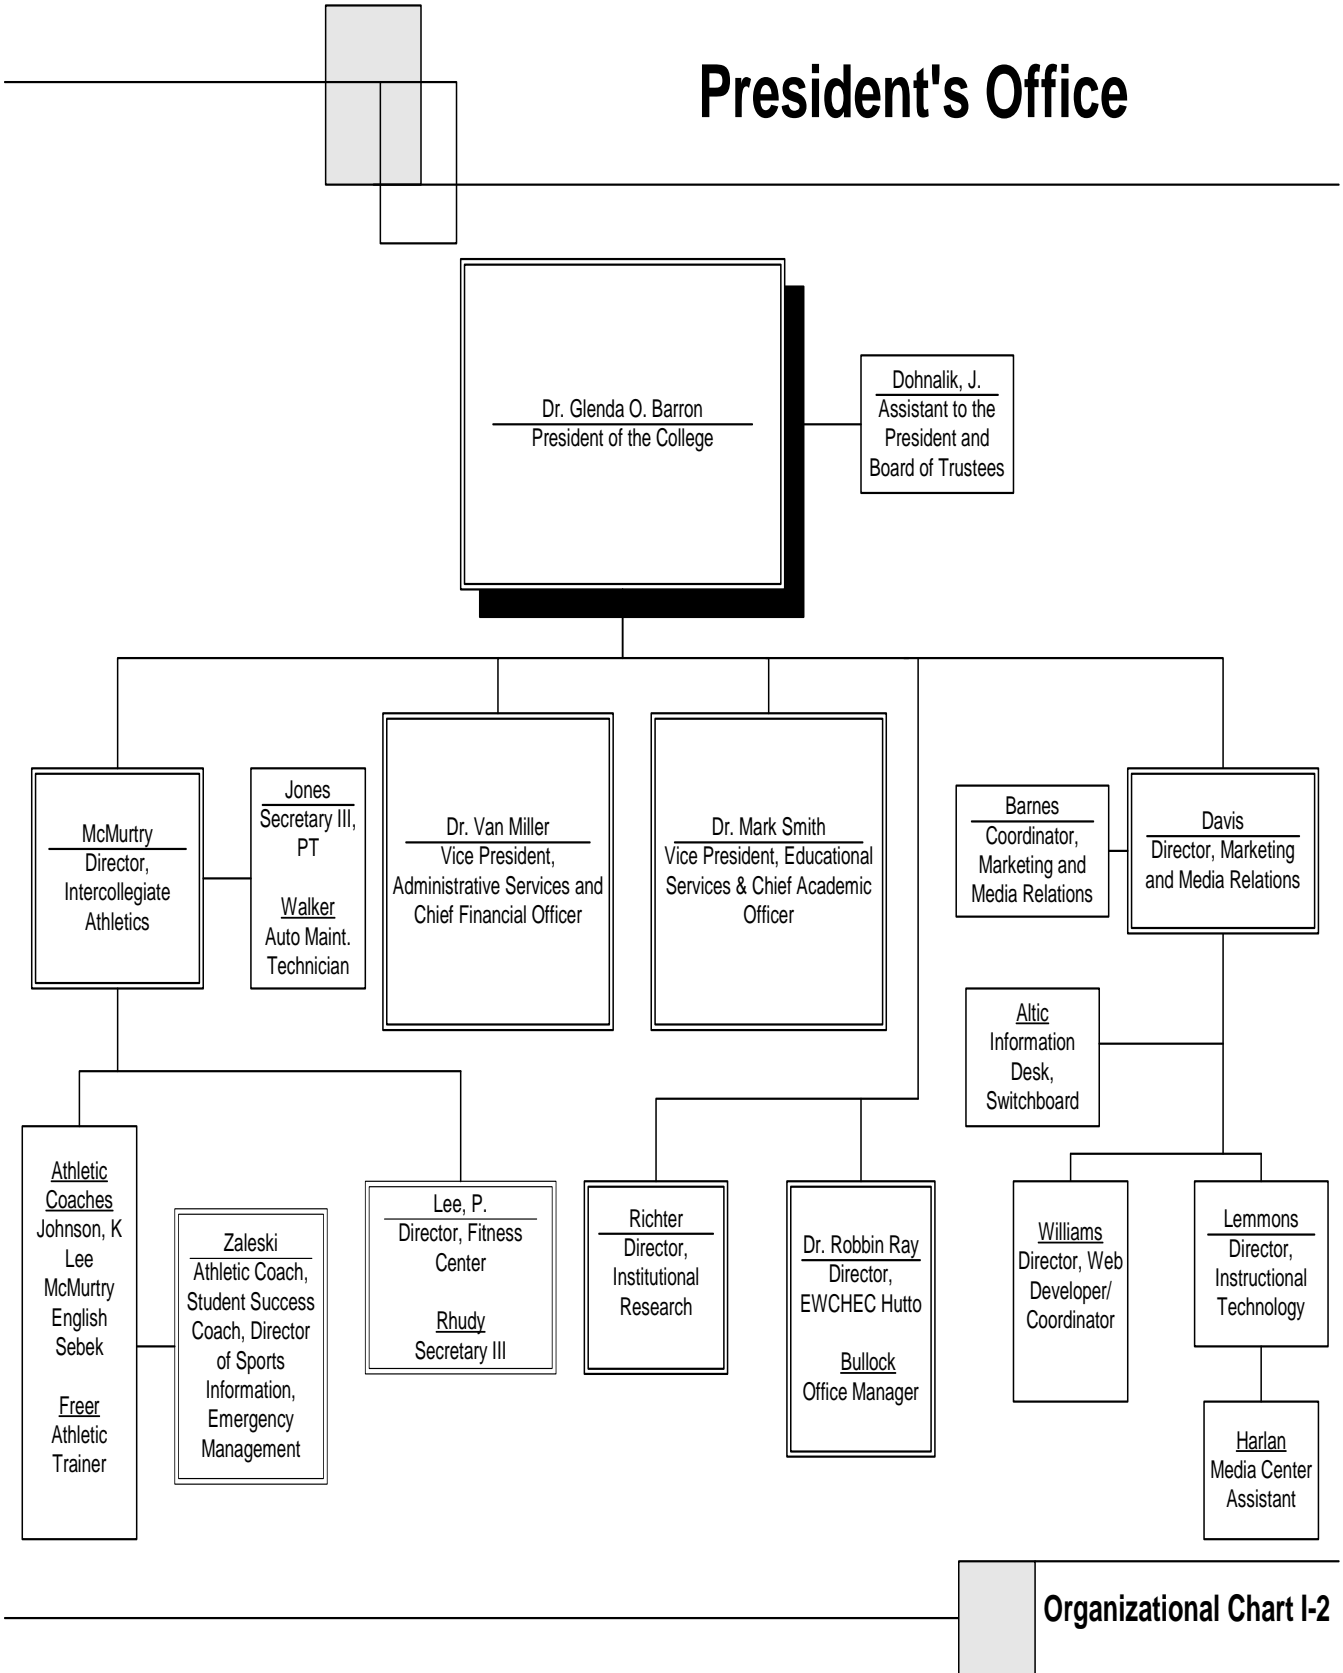 President's Office
Dr. Glenda O. Barron
President of the College
Dohnalik, J.
Assistant to the
President and
Board of Trustees
McMurtry
Director,
Intercollegiate
Athletics
Jones
Secretary III,
PT
Walker
Auto Maint.
Technician
Dr. Van Miller
Vice President,
Administrative Services and
Chief Financial Officer
Dr. Mark Smith
Vice President, Educational
Services & Chief Academic
Officer
Barnes
Coordinator,
Marketing and
Media Relations
Davis
Director, Marketing
and Media Relations
Altic
Information
Desk,
Switchboard
Athletic
Coaches
Johnson, K
Lee
McMurtry
English
Sebek
Freer
Athletic
Trainer
Zaleski
Athletic Coach,
Student Success
Coach, Director
of Sports
Information,
Emergency
Management
Lee, P.
Director, Fitness
Center
Rhudy
Secretary III
Richter
Director,
Institutional
Research
Dr. Robbin Ray
Director,
EWCHEC Hutto
Bullock
Office Manager
Williams
Director, Web
Developer/
Coordinator
Lemmons
Director,
Instructional
Technology
Harlan
Media Center
Assistant
Organizational Chart I-2